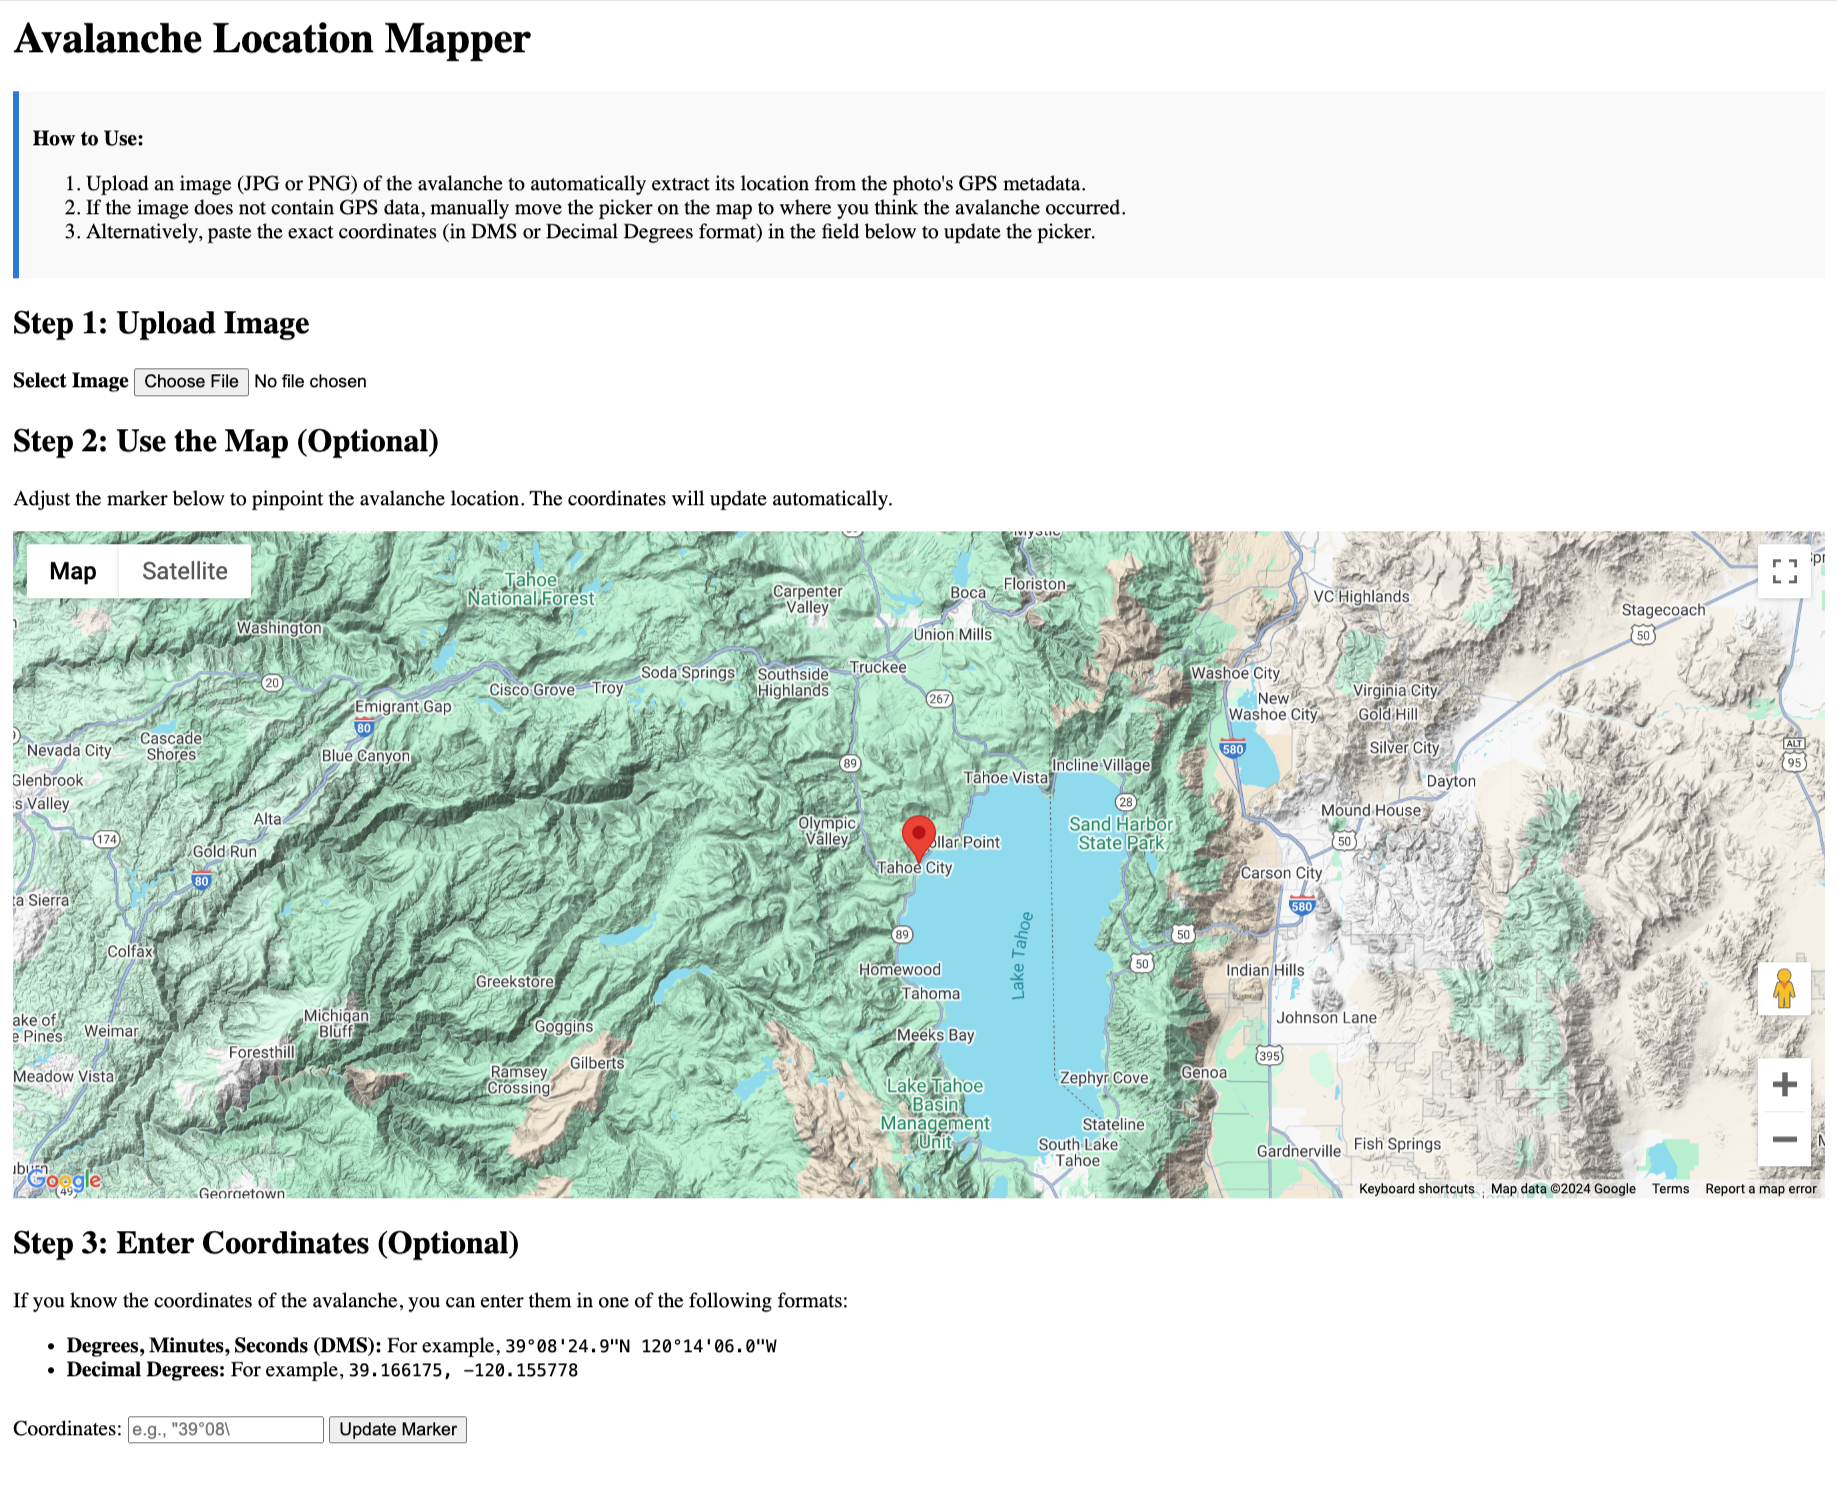 Avalanche Location Mapper
How to Use:
1. Upload an image (JPG or PNG) of the avalanche to automatically extract its location from the photo's GPS metadata.
2. If the image does not contain GPS data, manually move the picker on the map to where you think the avalanche occurred.
3. Alternatively, paste the exact coordinates (in DMS or Decimal Degrees format) in the field below to update the picker.
Step 1: Upload Image
Select Image Choose File No file chosen
Step 2: Use the Map (Optional)
Adjust the marker below to pinpoint the avalanche location. The coordinates will update automatically.
Map Satellite
Tahoe
National Forest
Carpenter
Valley
Boca
Floriston
VC Highlands
Stagecoach
50
Washington
Union Mills
20
Cisco Grove
Troy
Soda Springs
Southside
Highlands
Truckee
267
Washoe City
New
Washoe City
Virginia City
Gold Hill
Emigrant Gap
80
Nevada City
Cascade
Shores
Blue Canyon
89
Tahoe Vista
Incline Village
580
Silver City
Dayton
ALT
95
Glenbrook
s Valley
28
Mound House
50
174
Alta
Gold Run
80
Olympic
Valley
ollar Point
Tahoe City
Sand Harbor
State Park
Carson City
580
a Sierra
Colfax
89
Lake Tahoe
50
50
Homewood
Tahoma
Indian Hills
Greekstore
Johnson Lane
ake of
e Pines
Weimar
Michigan
Bluff
Goggins
Meeks Bay
395
Foresthill
Gilberts
Meadow Vista
Ramsey
Crossing
Zephyr Cove
Genoa
Lake Tahoe
Basin
Management
Unit
Stateline
South Lake
Tahoe
Gardnerville
Fish Springs
Google
49
Georgetown
Keyboard shortcuts Map data ©2024 Google Terms Report a map error
Step 3: Enter Coordinates (Optional)
If you know the coordinates of the avalanche, you can enter them in one of the following formats:
• Degrees, Minutes, Seconds (DMS): For example, 39°08'24.9"N 120°14'06.0"W
• Decimal Degrees: For example, 39.166175, -120.155778
Coordinates: e.g., "39°08\ Update Marker